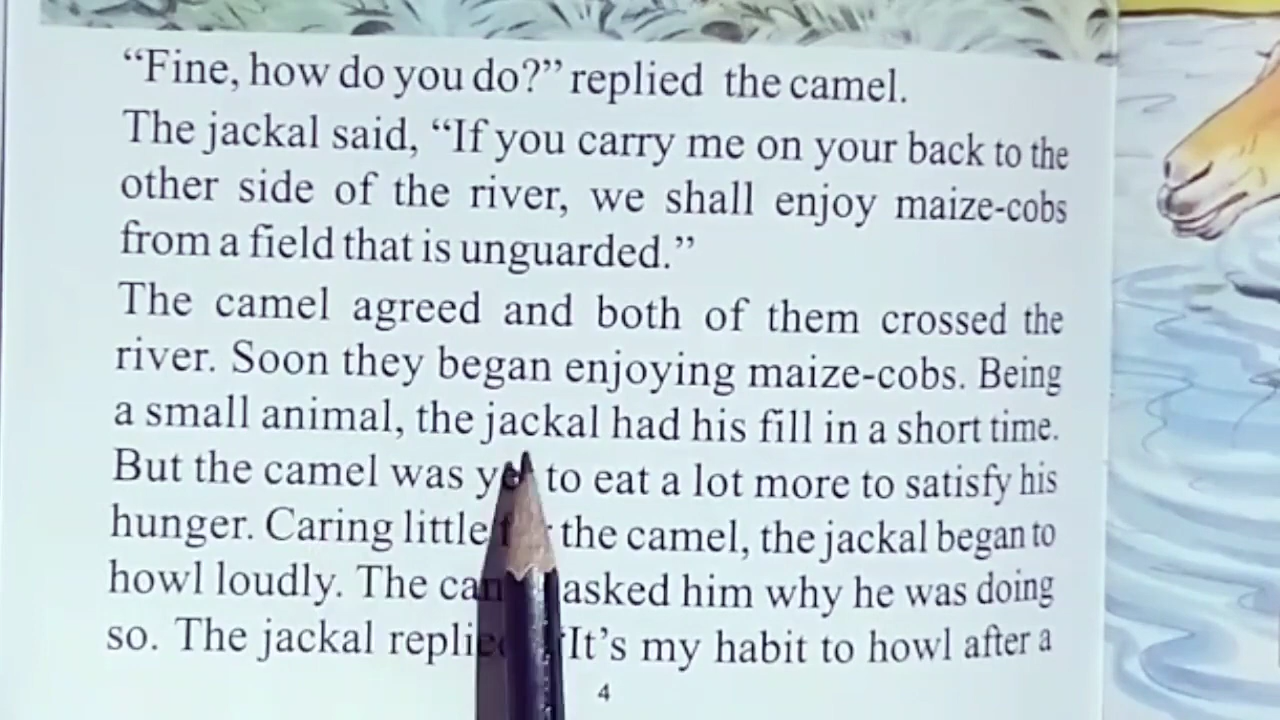 “Fine, how do you do?” replied the camel.
The jackal said, “If you carry me on your back to the
other side of the river, we shall enjoy maize-cobs
from a field that is unguarded.”
The camel agreed and both of them crossed the
river. Soon they began enjoying maize-cobs. Being
a small animal, the jackal had his fill in a short time.
But the camel was yet to eat a lot more to satisfy his
hunger. Caring little for the camel, the jackal began to
howl loudly. The camel asked him why he was doing
so. The jackal replied, “It’s my habit to howl after a
4